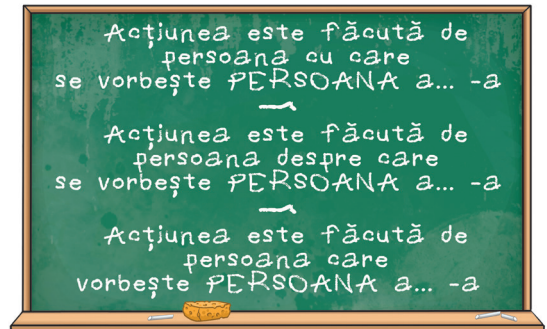 Acțiunea este făcută de
persoana cu care
se vorbește PERSOANA a... -a
Acțiunea este făcută de
persoana despre care
se vorbește PERSOANA a... -a
Acțiunea este făcută de
persoana care
vorbește PERSOANA a... -a